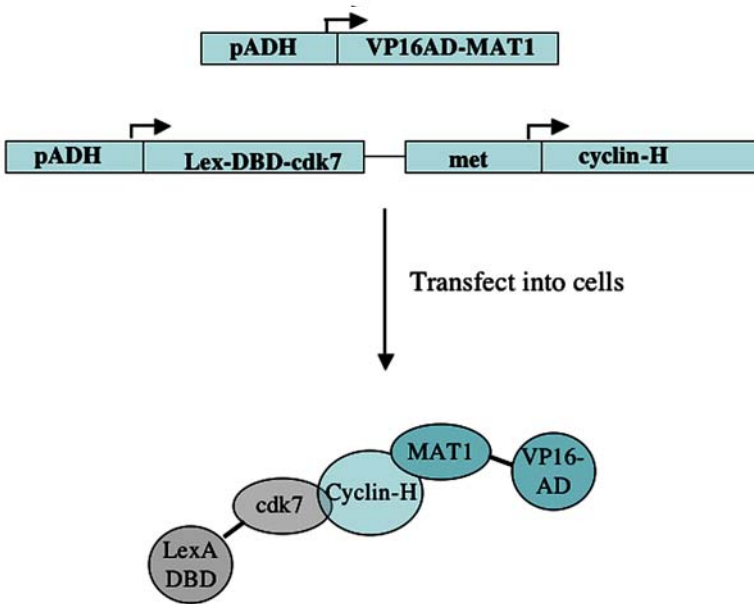 pADH VP16AD-MAT1
pADH Lex-DBD-cdk7 met cyclin-H
Transfect into cells
MAT1
VP16-
AD
Cyclin-H
cdk7
LexA
DBD